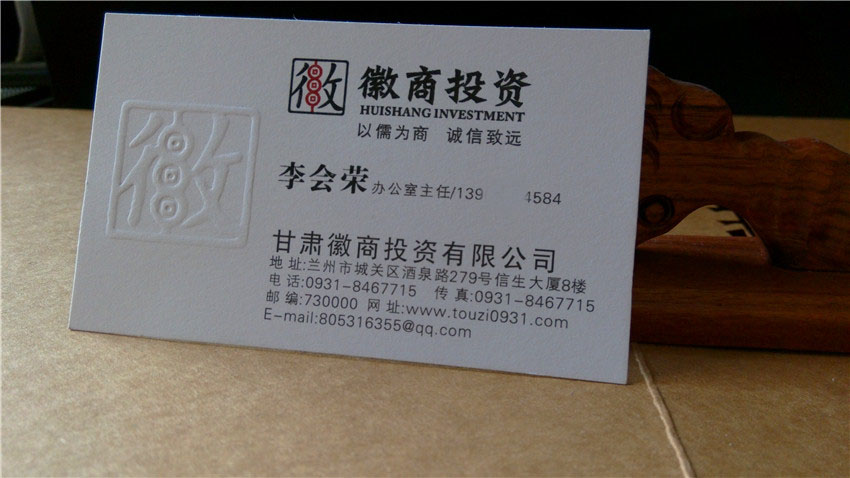 徽
徽商投资
HUISHANG INVESTMENT
以儒为商 诚信致远
徽
李会荣 办公室主任/139 4584
甘肃徽商投资有限公司
地 址:兰州市城关区酒泉路279号信生大厦8楼
电 话:0931-8467715 传 真:0931-8467715
邮 编:730000 网 址:www.touzi0931.com
E-mail:805316355@qq.com